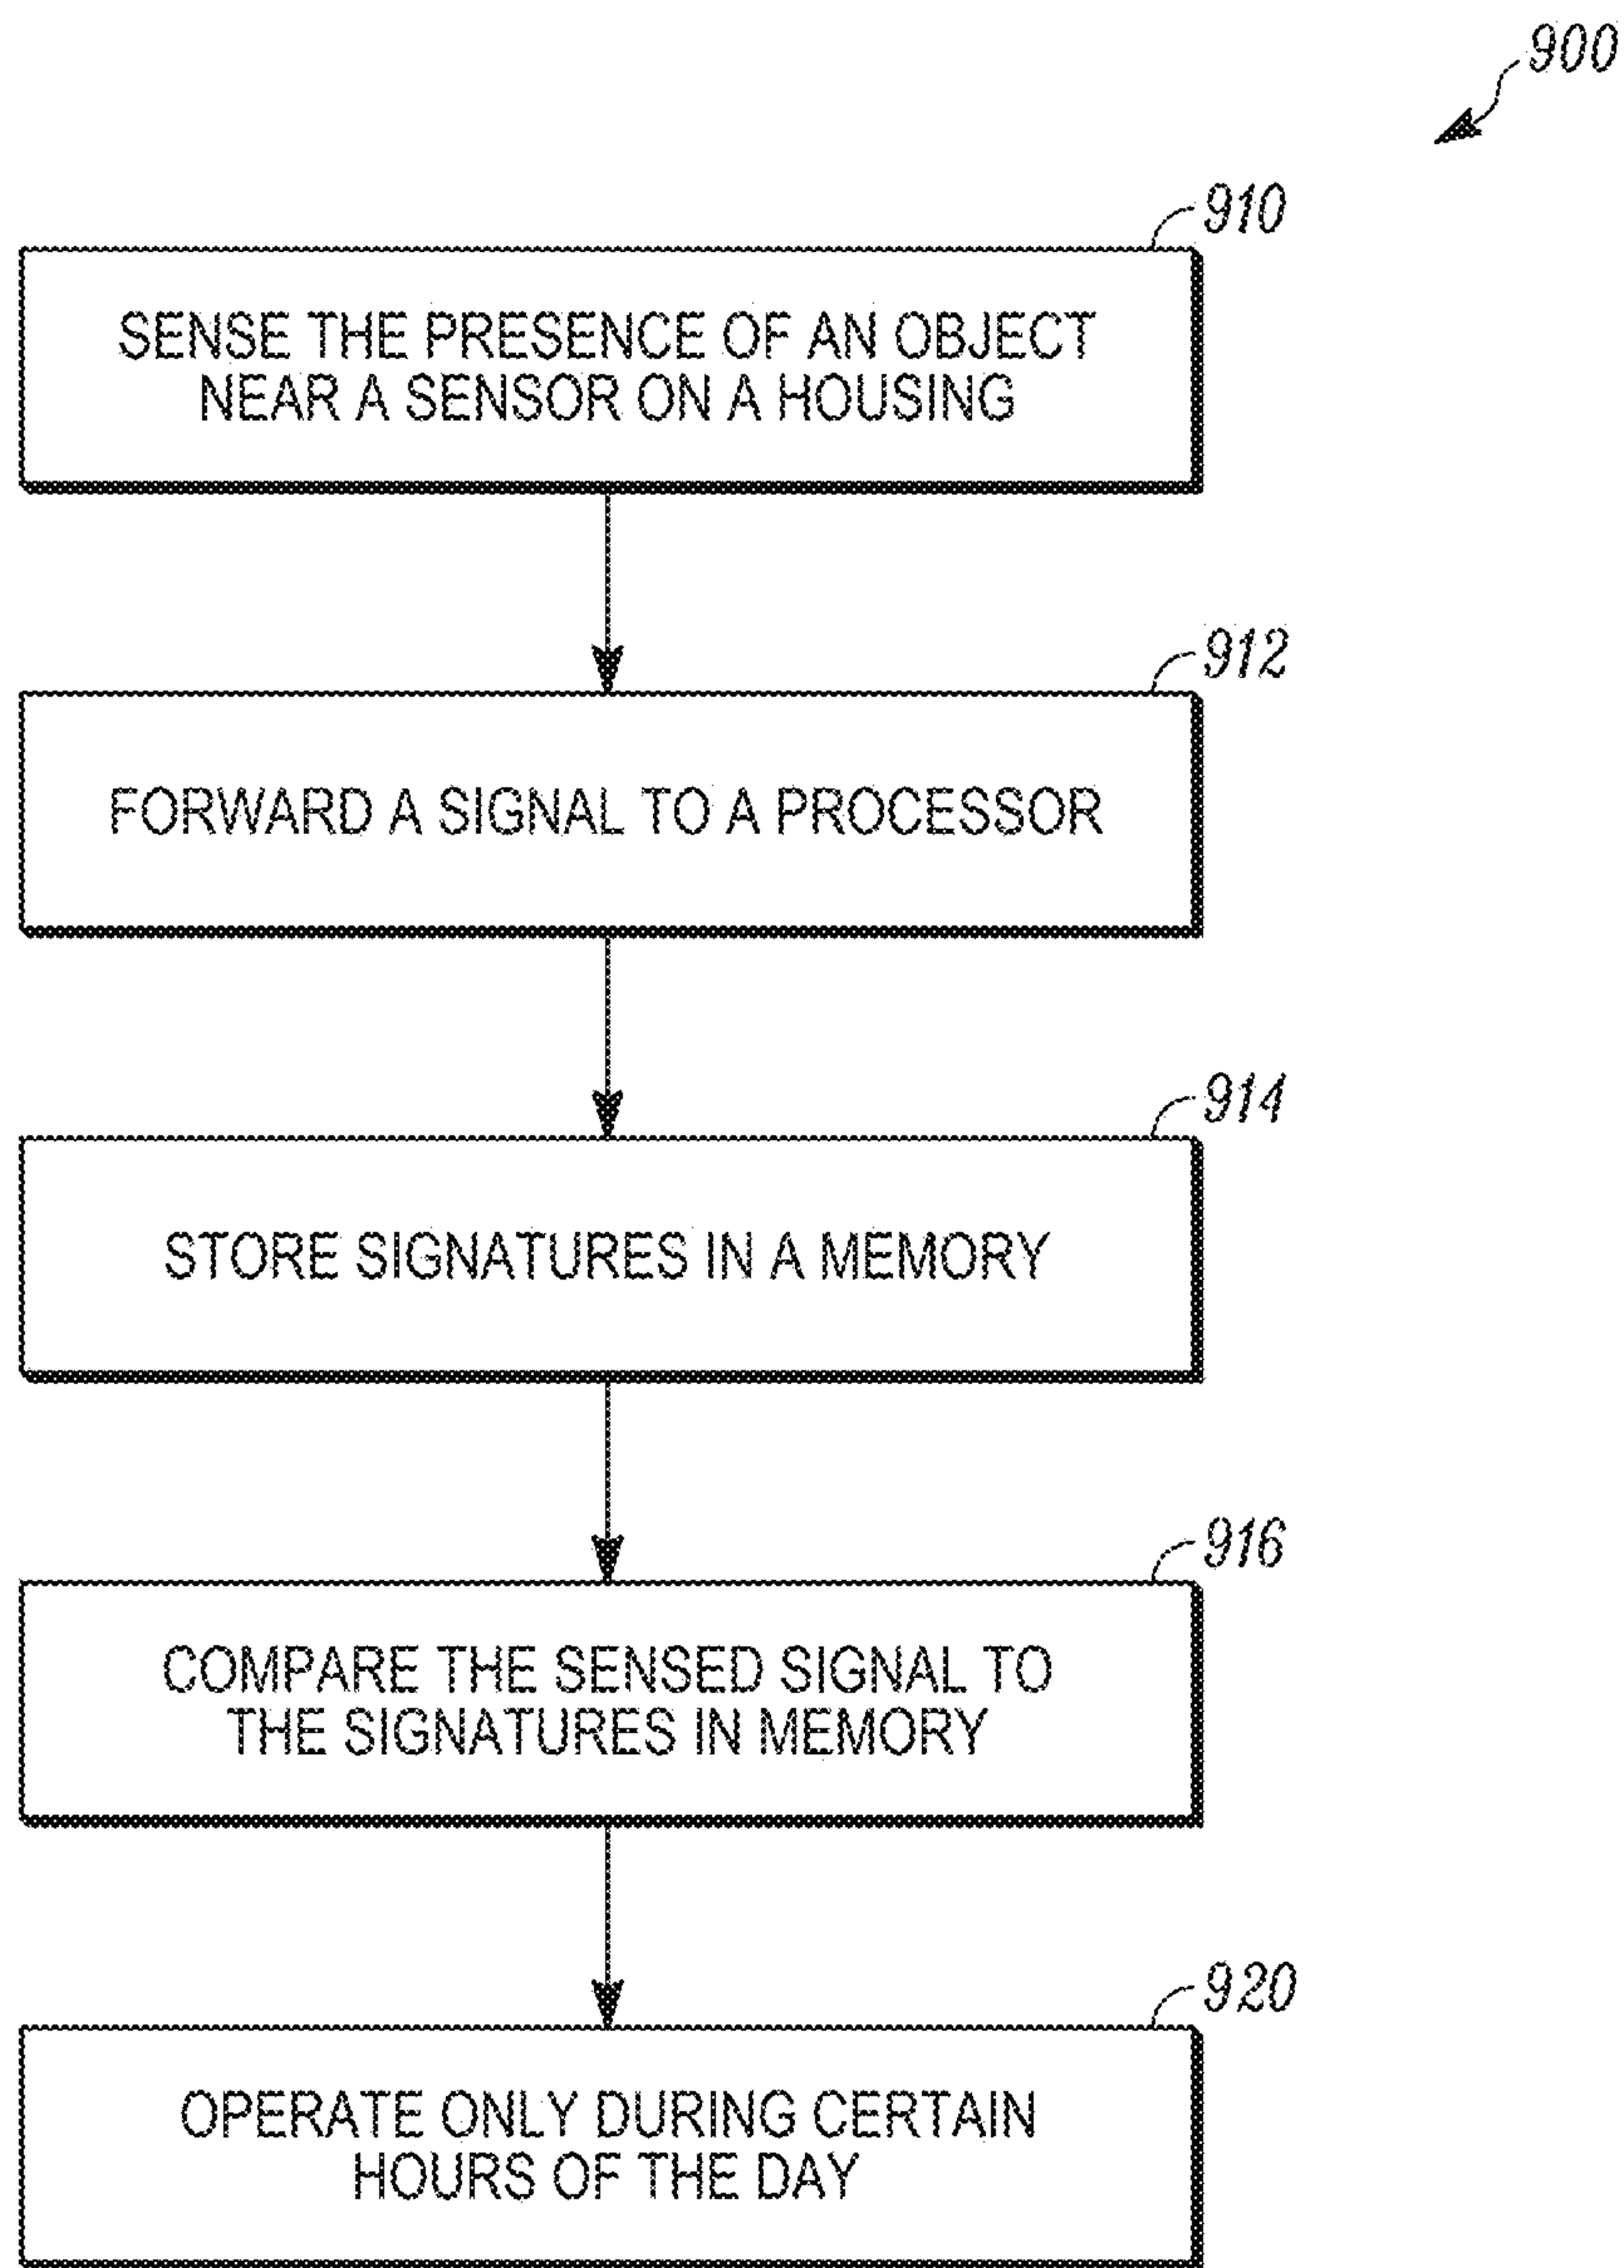 900
910
SENSE THE PRESENCE OF AN OBJECT
NEAR A SENSOR ON A HOUSING
912
FORWARD A SIGNAL TO A PROCESSOR
914
STORE SIGNATURES IN A MEMORY
916
COMPARE THE SENSED SIGNAL TO
THE SIGNATURES IN MEMORY
920
OPERATE ONLY DURING CERTAIN
HOURS OF THE DAY